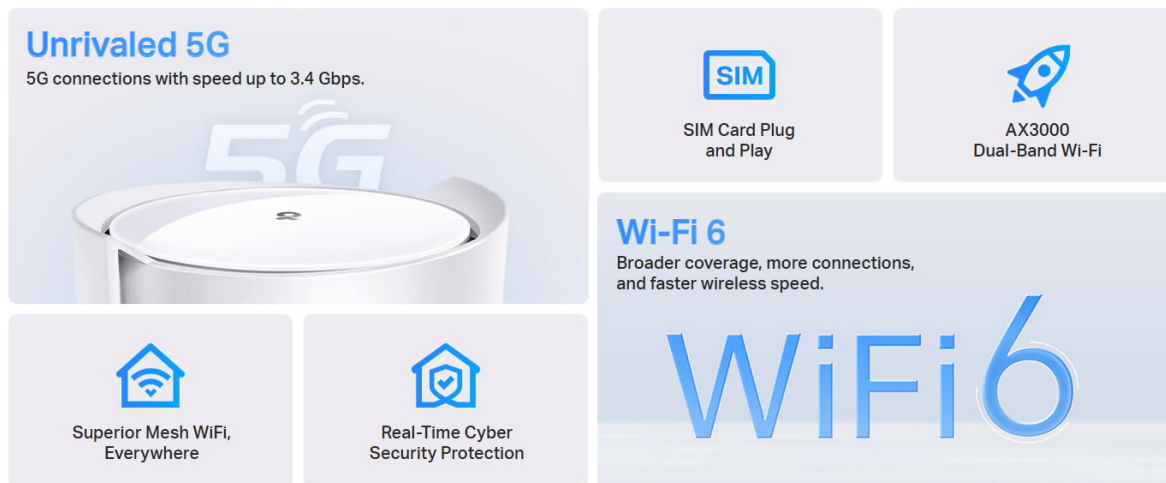 Unrivaled 5G
5G connections with speed up to 3.4 Gbps.
5G
SIM
SIM Card Plug
and Play
AX3000
Dual-Band Wi-Fi
Wi-Fi 6
Broader coverage, more connections,
and faster wireless speed.
WiFi 6
Superior Mesh WiFi,
Everywhere
Real-Time Cyber
Security Protection